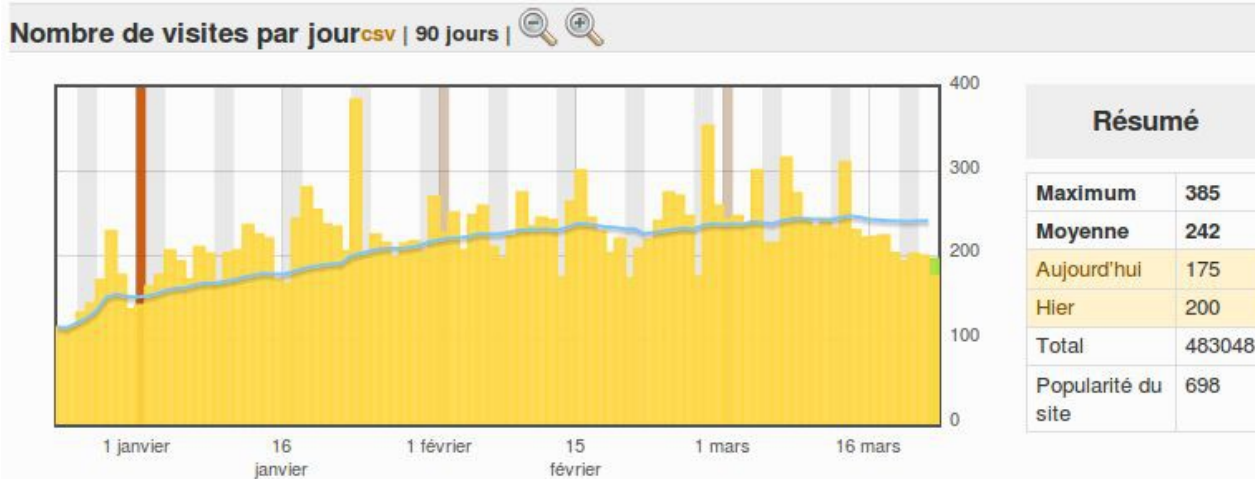 Nombre de visites par jourcsv | 90 jours |
400
300
200
100
0
1 janvier
16
janvier
1 février
15
février
1 mars
16 mars
Résumé
Maximum 385
Moyenne 242
Aujourd'hui 175
Hier 200
Total 483048
Popularité du 698
site